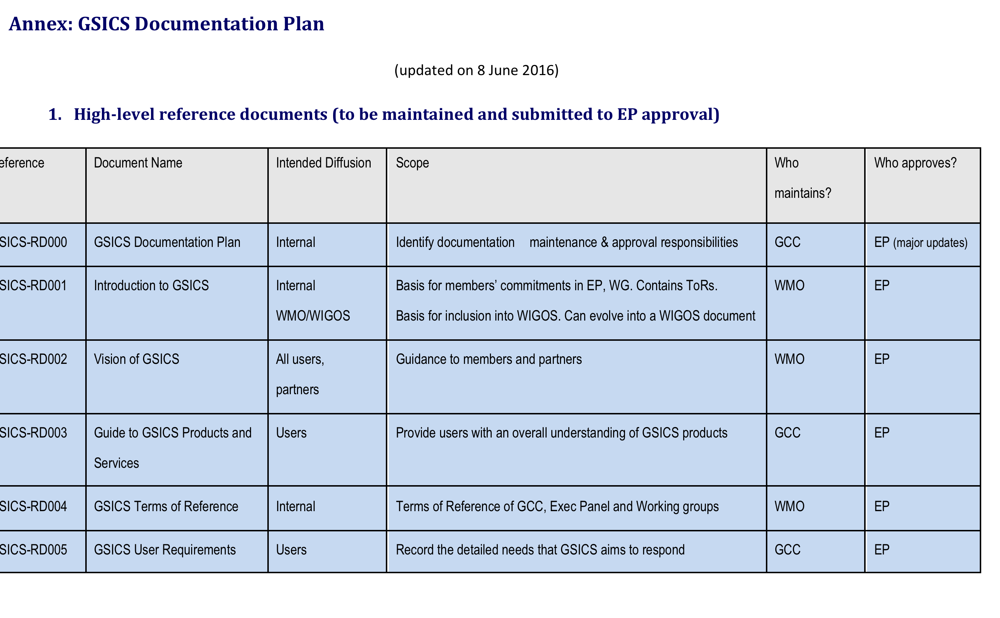 Annex: GSICS Documentation Plan
(updated on 8 June 2016)
1. High-level reference documents (to be maintained and submitted to EP approval)
eference Document Name Intended Diffusion Scope Who maintains? Who approves?
SICS-RD000 GSICS Documentation Plan Internal Identify documentation maintenance & approval responsibilities GCC EP (major updates)
SICS-RD001 Introduction to GSICS Internal Basis for members’ commitments in EP, WG. Contains ToRs. WMO EP
WMO/WIGOS Basis for inclusion into WIGOS. Can evolve into a WIGOS document
SICS-RD002 Vision of GSICS All users, Guidance to members and partners WMO EP
partners
SICS-RD003 Guide to GSICS Products and Users Provide users with an overall understanding of GSICS products GCC EP
Services
SICS-RD004 GSICS Terms of Reference Internal Terms of Reference of GCC, Exec Panel and Working groups WMO EP
SICS-RD005 GSICS User Requirements Users Record the detailed needs that GSICS aims to respond GCC EP